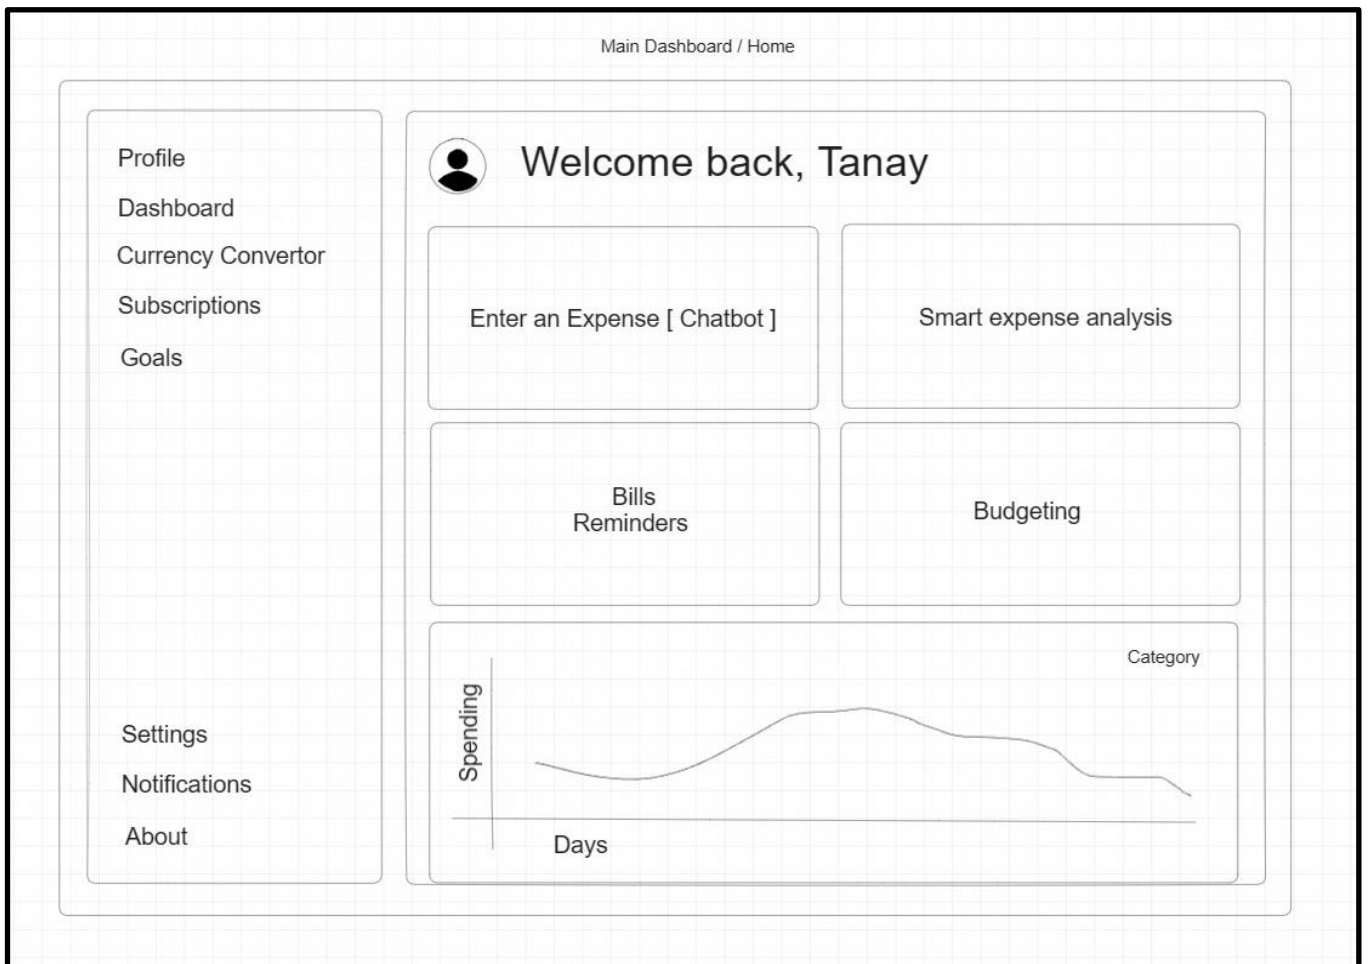 Main Dashboard / Home
Profile
Dashboard
Currency Convertor
Subscriptions
Goals
Settings
Notifications
About
Welcome back, Tanay
Enter an Expense [ Chatbot ]
Smart expense analysis
Bills
Reminders
Budgeting
Category
Spending
Days